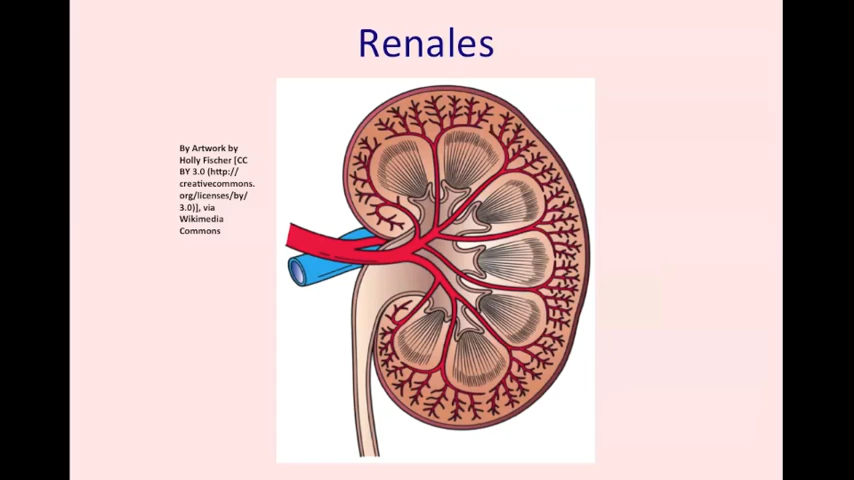 Renales
By Artwork by
Holly Fischer [CC
BY 3.0 (http://
creativecommons.
org/licenses/by/
3.0)], via
Wikimedia
Commons